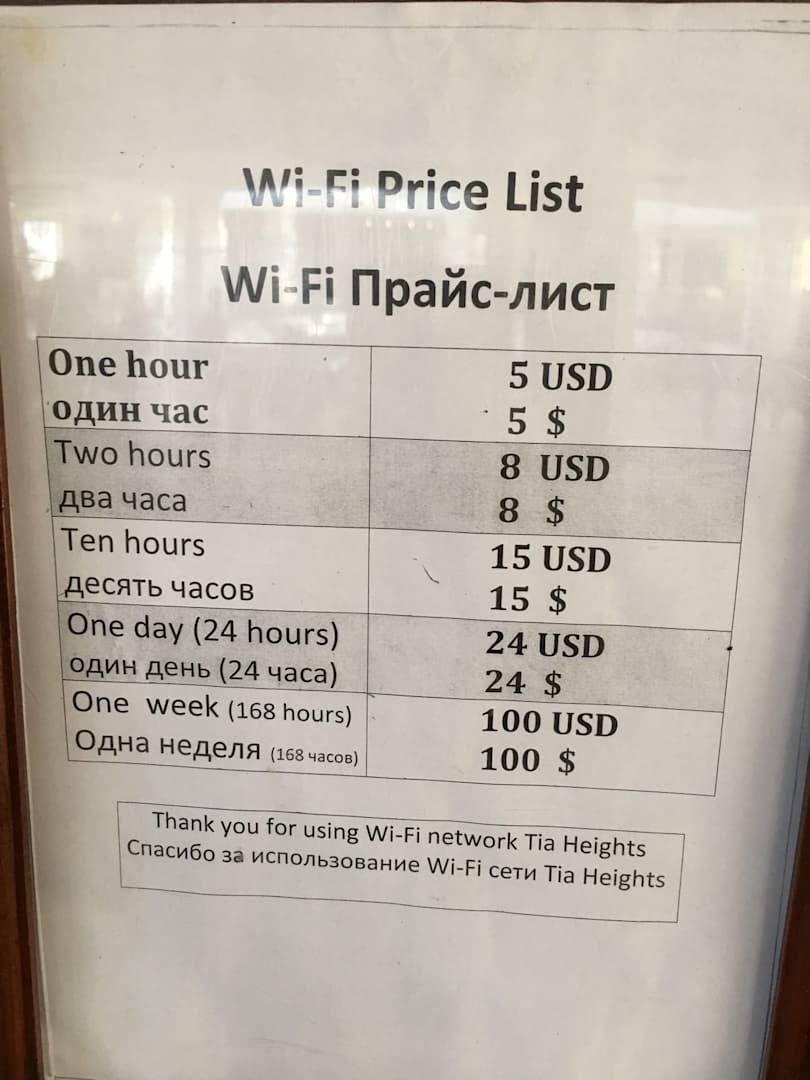 Wi-Fi Price List
Wi-Fi Прайс-лист
One hour
один час
5 USD
5 $
Two hours
два часа
8 USD
8 $
Ten hours
десять часов
15 USD
15 $
One day (24 hours)
один день (24 часа)
24 USD
24 $
One week (168 hours)
Одна неделя (168 часов)
100 USD
100 $
Thank you for using Wi-Fi network Tia Heights
Спасибо за использование Wi-Fi сети Tia Heights